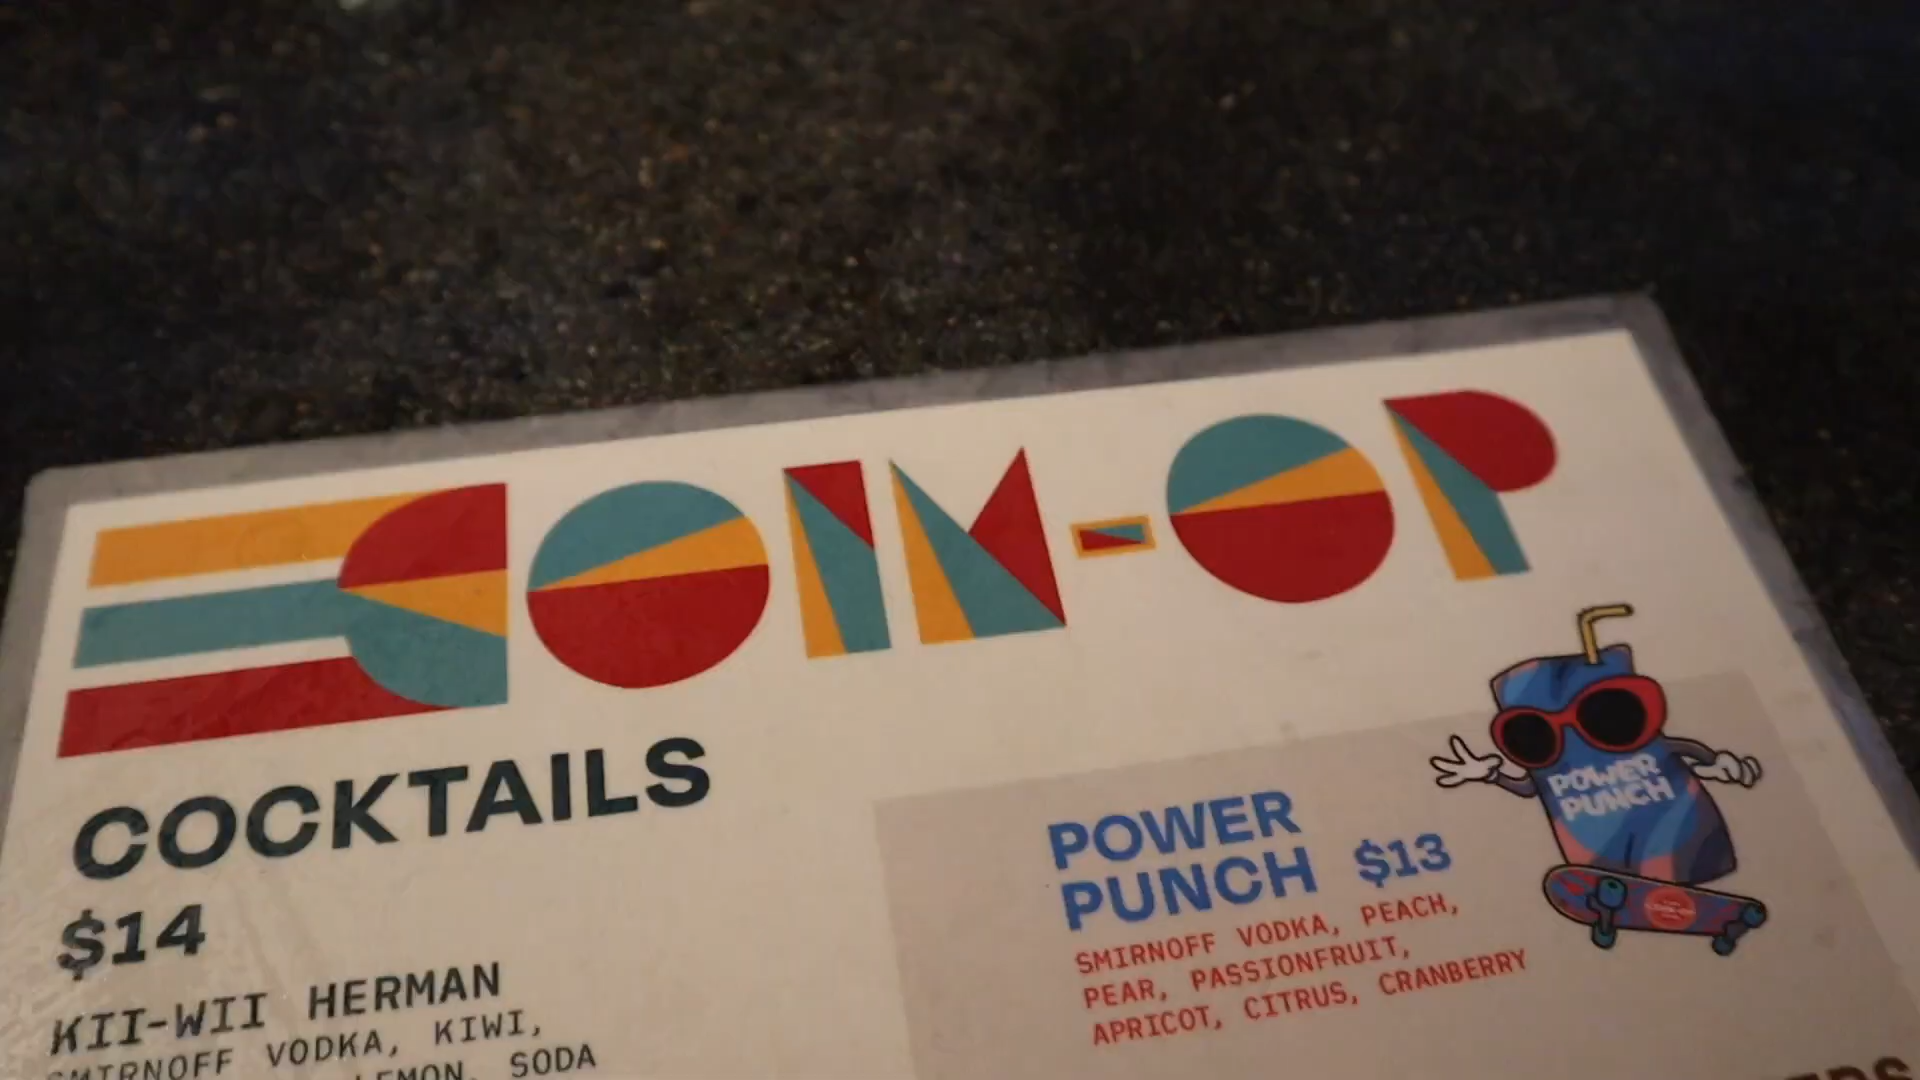 COIN-OP
COCKTAILS
$14
KII-WII HERMAN
SMIRNOFF VODKA, KIWI,
LEMON, SODA
POWER
PUNCH $13
SMIRNOFF VODKA, PEACH,
PEAR, PASSIONFRUIT,
APRICOT, CITRUS, CRANBERRY
POWER
PUNCH